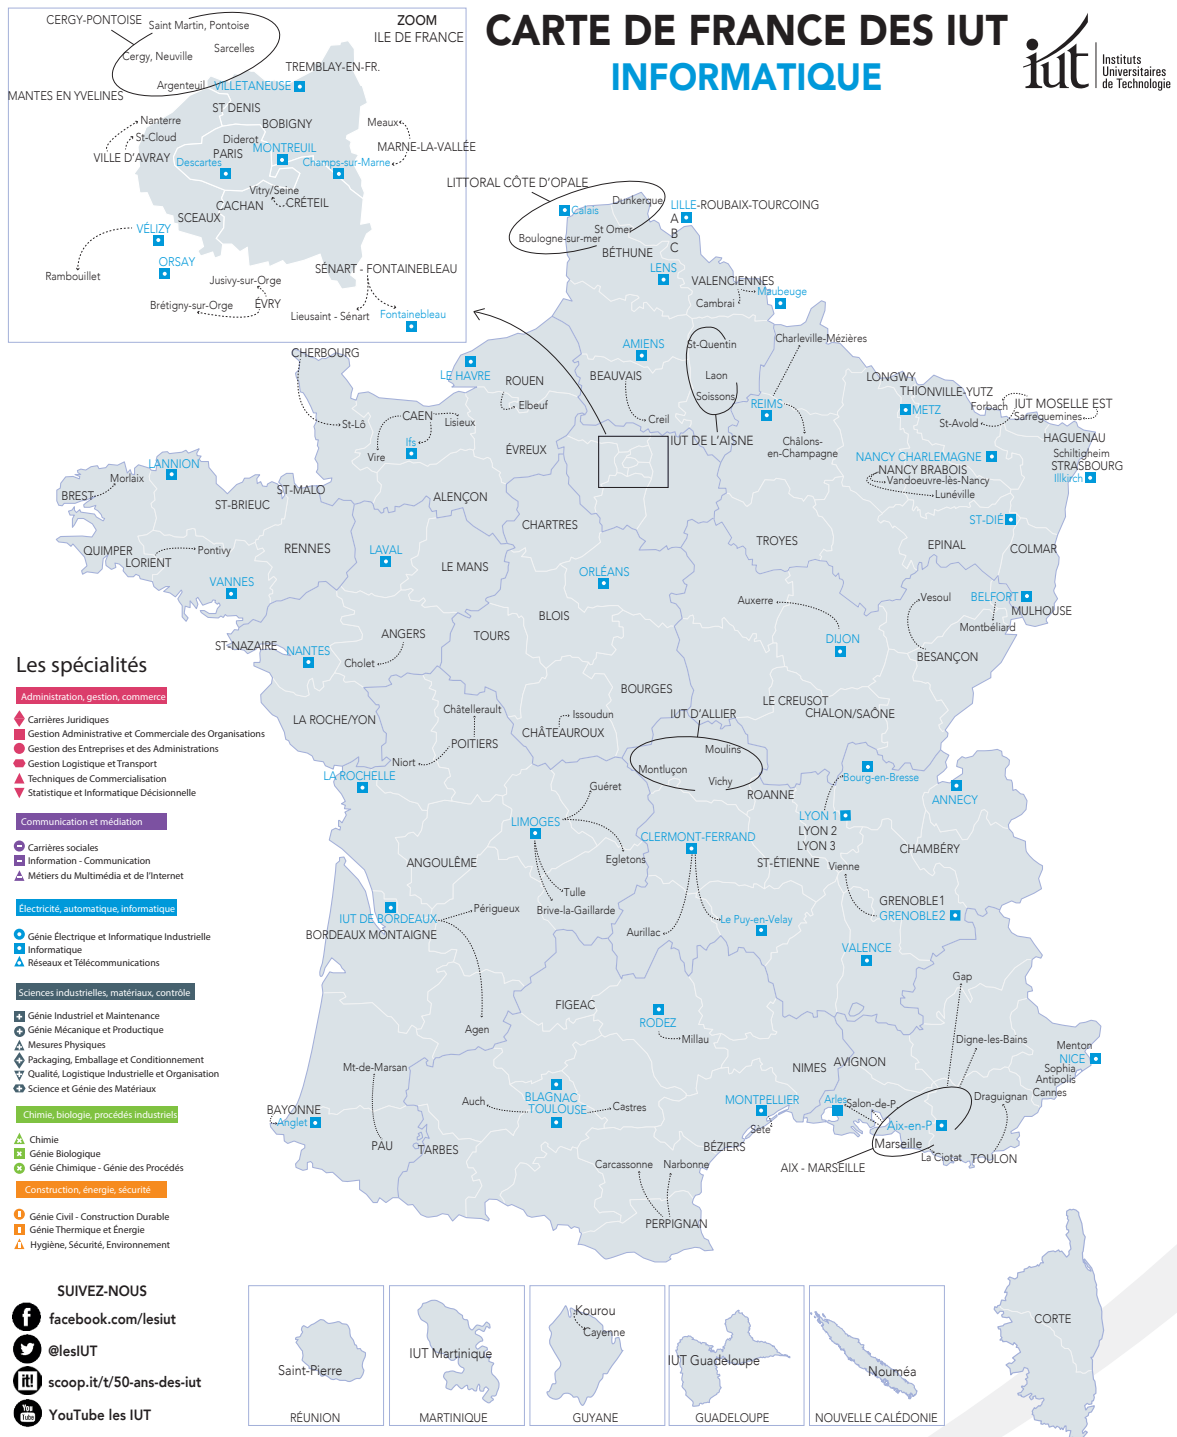 CARTE DE FRANCE DES IUT
INFORMATIQUE
iut
Instituts
Universitaires
de Technologie
ZOOM
ILE DE FRANCE
CERGY-PONTOISE
Saint Martin, Pontoise
Cergy, Neuville
Sarcelles
Argenteuil
VILLETANEUSE
TREMBLAY-EN-FR.
MANTES EN YVELINES
ST DENIS
BOBIGNY
Nanterre
St-Cloud
VILLE D'AVRAY
Diderot
PARIS
Descartes
MONTREUIL
Meaux
MARNE-LA-VALLÉE
Champs-sur-Marne
Vitry/Seine
CRÉTEIL
CACHAN
SCEAUX
VÉLIZY
ORSAY
Rambouillet
Jusivy-sur-Orge
Brétigny-sur-Orge
ÉVRY
SÉNART - FONTAINEBLEAU
Lieusaint - Sénart
Fontainebleau
LITTORAL CÔTE D'OPALE
Dunkerque
Calais
St Omer
Boulogne-sur-mer
LILLE-ROUBAIX-TOURCOING
A
B
C
BÉTHUNE
LENS
VALENCIENNES
Cambrai
Maubeuge
CHERBOURG
LE HAVRE
AMIENS
St-Quentin
Charleville-Mézières
ROUEN
Elbeuf
BEAUVAIS
Creil
Laon
Soissons
IUT DE L'AISNE
REIMS
Châlons-
en-Champagne
LONGWY
THIONVILLE-YUTZ
METZ
Forbach
IUT MOSELLE EST
Sarreguemines
St-Avold
St-Lô
CAEN
Lisieux
Ifs
Vire
ÉVREUX
HAGUENAU
Schiltigheim
STRASBOURG
Illkirch
NANCY CHARLEMAGNE
NANCY BRABOIS
Vandoeuvre-lès-Nancy
Lunéville
LANNION
Morlaix
BREST
ST-BRIEUC
ST-MALO
ALENÇON
CHARTRES
TROYES
ST-DIÉ
EPINAL
COLMAR
QUIMPER
LORIENT
Pontivy
RENNES
LAVAL
LE MANS
ORLÉANS
VANNES
Auxerre
Vesoul
BELFORT
MULHOUSE
Montbéliard
BLOIS
TOURS
ANGERS
Cholet
ST-NAZAIRE
NANTES
DIJON
BESANÇON
BOURGES
LE CREUSOT
CHALON/SAÔNE
LA ROCHE/YON
Châtellerault
POITIERS
Niort
Issoudun
CHÂTEAUROUX
IUT D'ALLIER
Moulins
Montluçon
Vichy
LA ROCHELLE
Guéret
LIMOGES
Egletons
Tulle
Brive-la-Gaillarde
ROANNE
Bourg-en-Bresse
ANNECY
LYON 1
LYON 2
LYON 3
CLERMONT-FERRAND
ST-ÉTIENNE
Vienne
CHAMBÉRY
ANGOULÊME
GRENOBLE1
GRENOBLE2
Le Puy-en-Velay
Aurillac
VALENCE
IUT DE BORDEAUX
BORDEAUX MONTAIGNE
Périgueux
Agen
FIGEAC
RODEZ
Millau
Gap
Digne-les-Bains
Menton
NICE
Sophia
Antipolis
Cannes
Draguignan
NIMES
AVIGNON
Mt-de-Marsan
BAYONNE
Anglet
PAU
TARBES
Auch
BLAGNAC
TOULOUSE
Castres
MONTPELLIER
Sète
BÉZIERS
Arles
Salon-de-P
Aix-en-P
Marseille
La Ciotat
TOULON
AIX - MARSEILLE
Carcassonne
Narbonne
PERPIGNAN
CORTE
Les spécialités
Administration, gestion, commerce
Carrières Juridiques
Gestion Administrative et Commerciale des Organisations
Gestion des Entreprises et des Administrations
Gestion Logistique et Transport
Techniques de Commercialisation
Statistique et Informatique Décisionnelle
Communication et médiation
Carrières sociales
Information - Communication
Métiers du Multimédia et de l'Internet
Électricité, automatique, informatique
Génie Électrique et Informatique Industrielle
Informatique
Réseaux et Télécommunications
Sciences industrielles, matériaux, contrôle
Génie Industriel et Maintenance
Génie Mécanique et Productique
Mesures Physiques
Packaging, Emballage et Conditionnement
Qualité, Logistique Industrielle et Organisation
Science et Génie des Matériaux
Chimie, biologie, procédés industriels
Chimie
Génie Biologique
Génie Chimique - Génie des Procédés
Construction, énergie, sécurité
Génie Civil - Construction Durable
Génie Thermique et Énergie
Hygiène, Sécurité, Environnement
SUIVEZ-NOUS
facebook.com/lesiut
@lesIUT
it!
scoop.it/t/50-ans-des-iut
You
Tube
YouTube les IUT
Saint-Pierre
RÉUNION
IUT Martinique
MARTINIQUE
Kourou
Cayenne
GUYANE
IUT Guadeloupe
GUADELOUPE
Nouméa
NOUVELLE CALÉDONIE